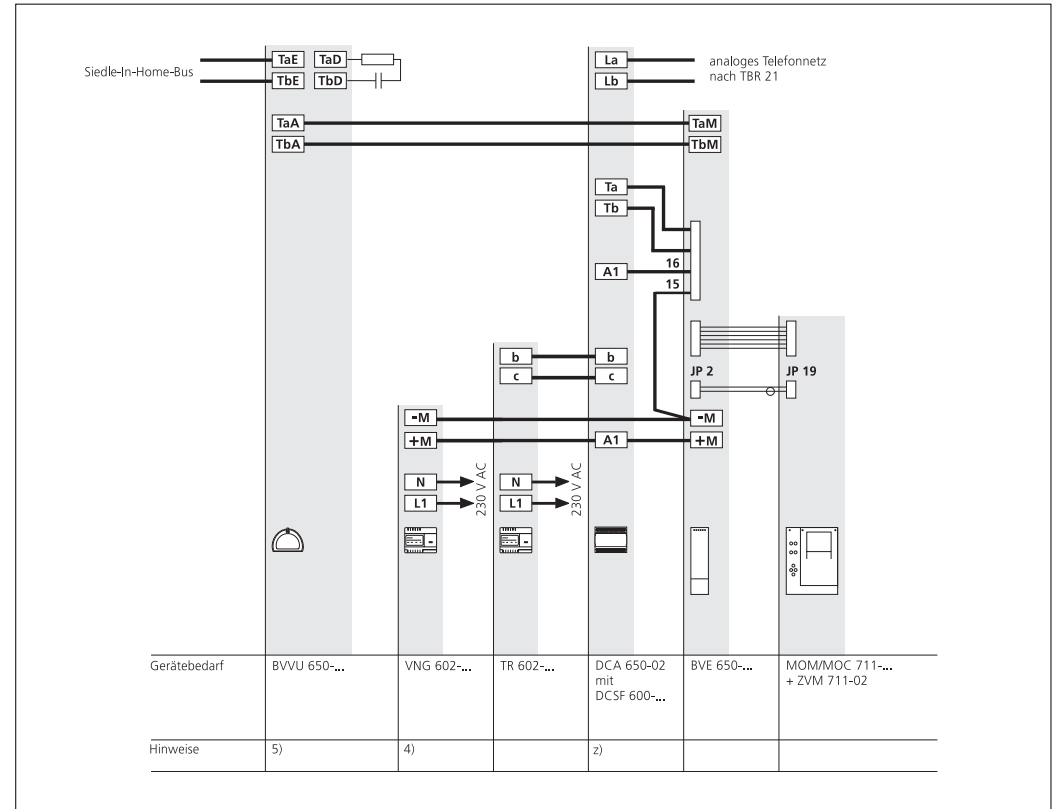 TaE TaD La
Siedle-In-Home-Bus analoges Telefonnetz
TbE TbD Lb nach TBR 21
TaA TaM
TbA TbM
Ta
Tb
A1 16
15
b b
c c JP 2 JP 19
-M -M
+M A1 +M
N N
L1 230 V AC L1 230 V AC
Gerätebedarf BVVU 650-... VNG 602-... TR 602-... DCA 650-02 BVE 650-... MOM/MOC 711-...
mit + ZVM 711-02
DCSF 600-...
Hinweise 5) 4) z)